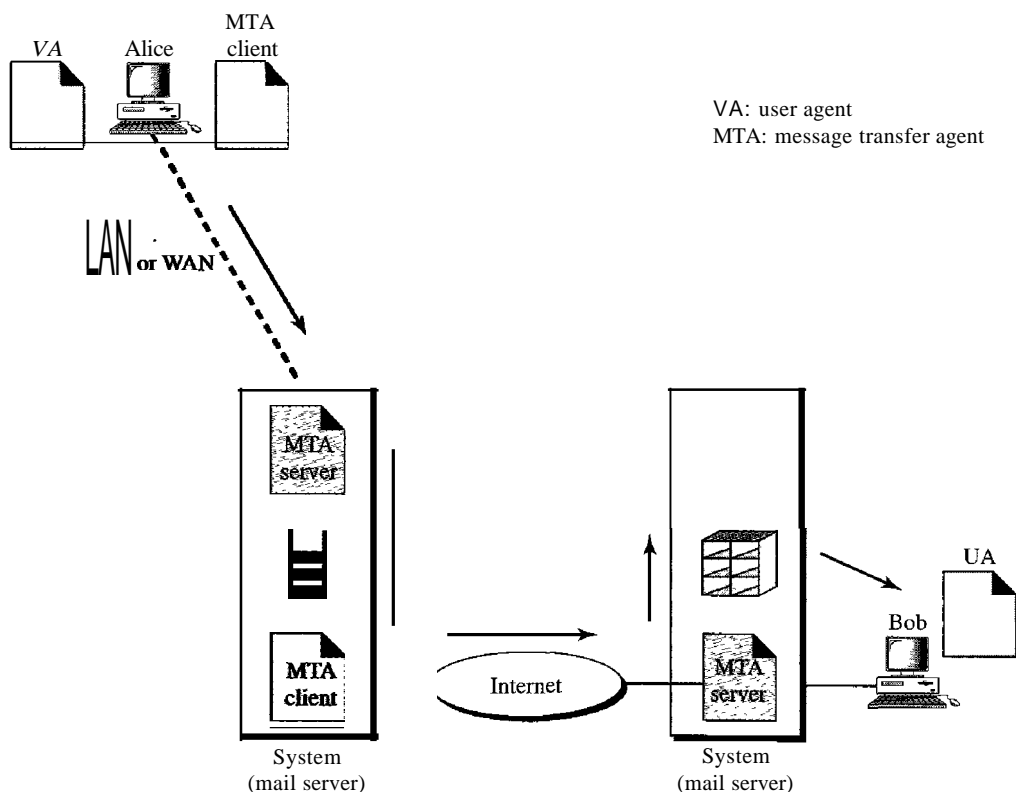 VA
Alice
MTA
client
VA: user agent
MTA: message transfer agent
LAN or WAN
MTA
server
MTA
client
System
(mail server)
Internet
MTA
server
System
(mail server)
UA
Bob